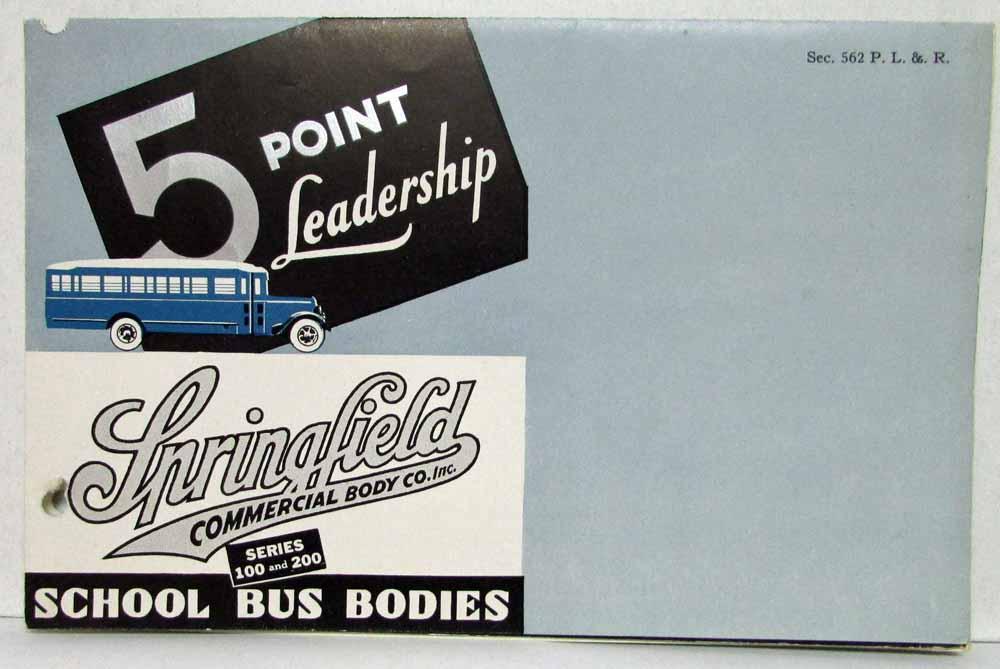 Sec. 562 P. L. &. R.
5 POINT
Leadership
Springfield
COMMERCIAL BODY CO. Inc.
SERIES
100 and 200
SCHOOL BUS BODIES